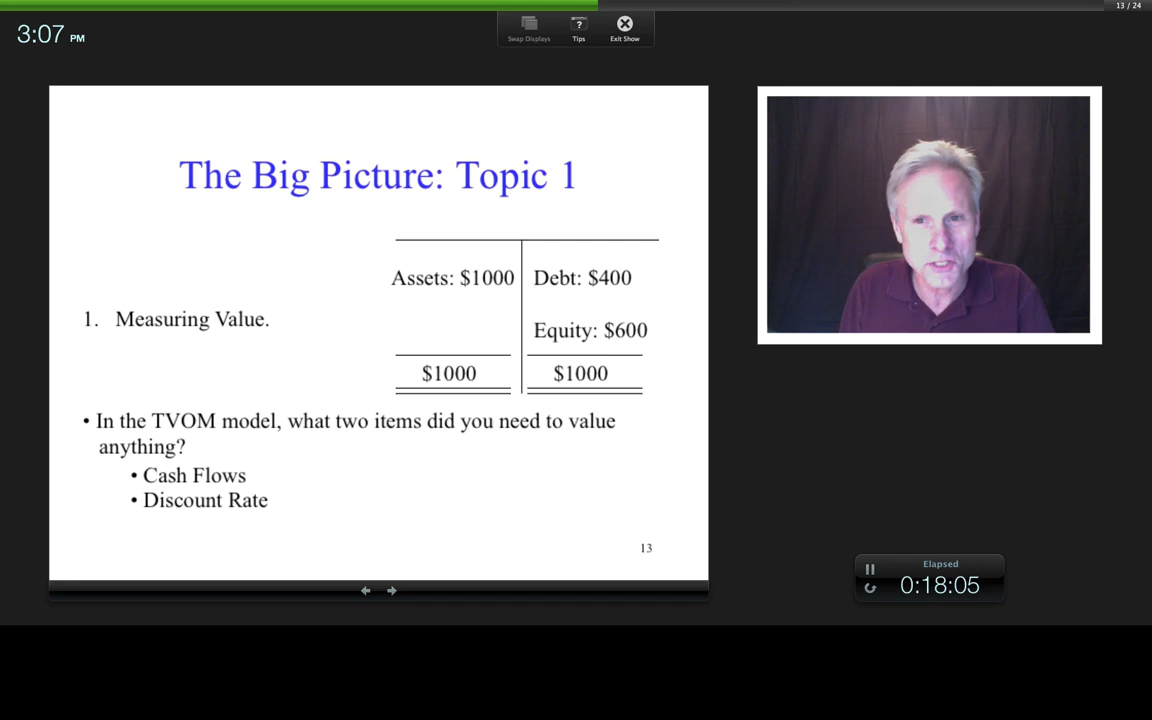 13 / 24
3:07 PM
Swap Displays
Tips
Exit Show
The Big Picture: Topic 1
Assets: $1000
Debt: $400
1. Measuring Value.
Equity: $600
$1000
$1000
• In the TVOM model, what two items did you need to value
anything?
• Cash Flows
• Discount Rate
13
Elapsed
0:18:05